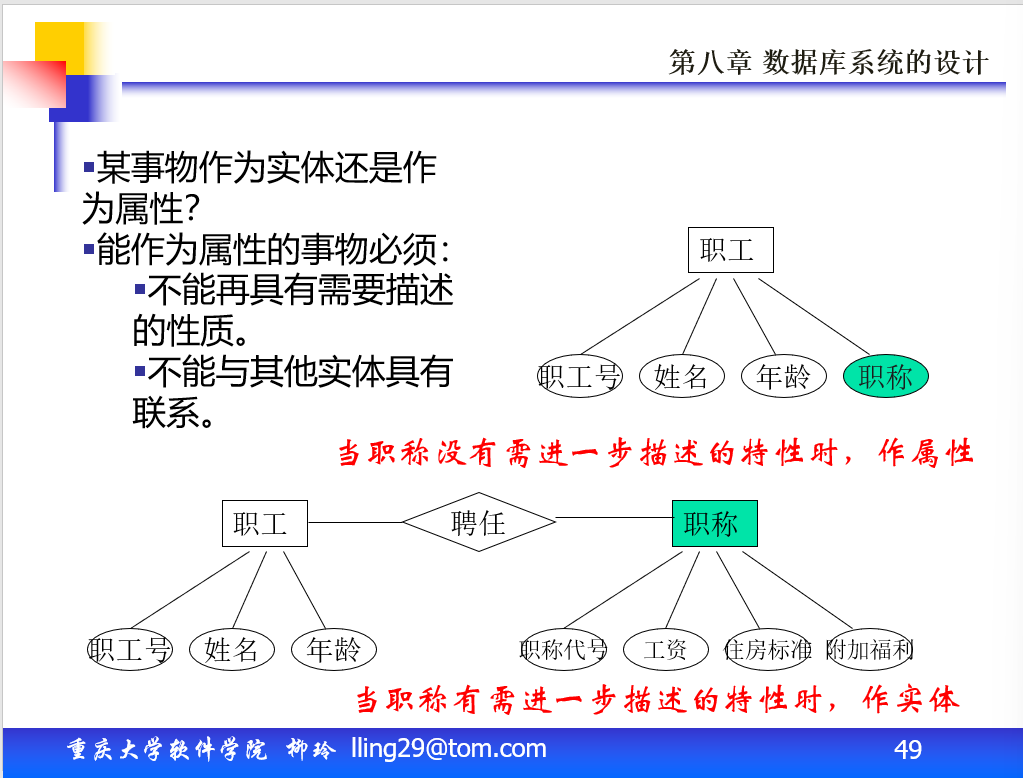 第八章 数据库系统的设计
▪某事物作为实体还是作
为属性?
▪能作为属性的事物必须:
▪不能再具有需要描述
的性质。
▪不能与其他实体具有
联系。
职工
职工号 姓名 年龄 职称
当职称没有需进一步描述的特性时，作属性
职工 聘任 职称
职工号 姓名 年龄 职称代号 工资 住房标准 附加福利
当职称有需进一步描述的特性时，作实体
重庆大学软件学院 柳玲 lling29@tom.com 49